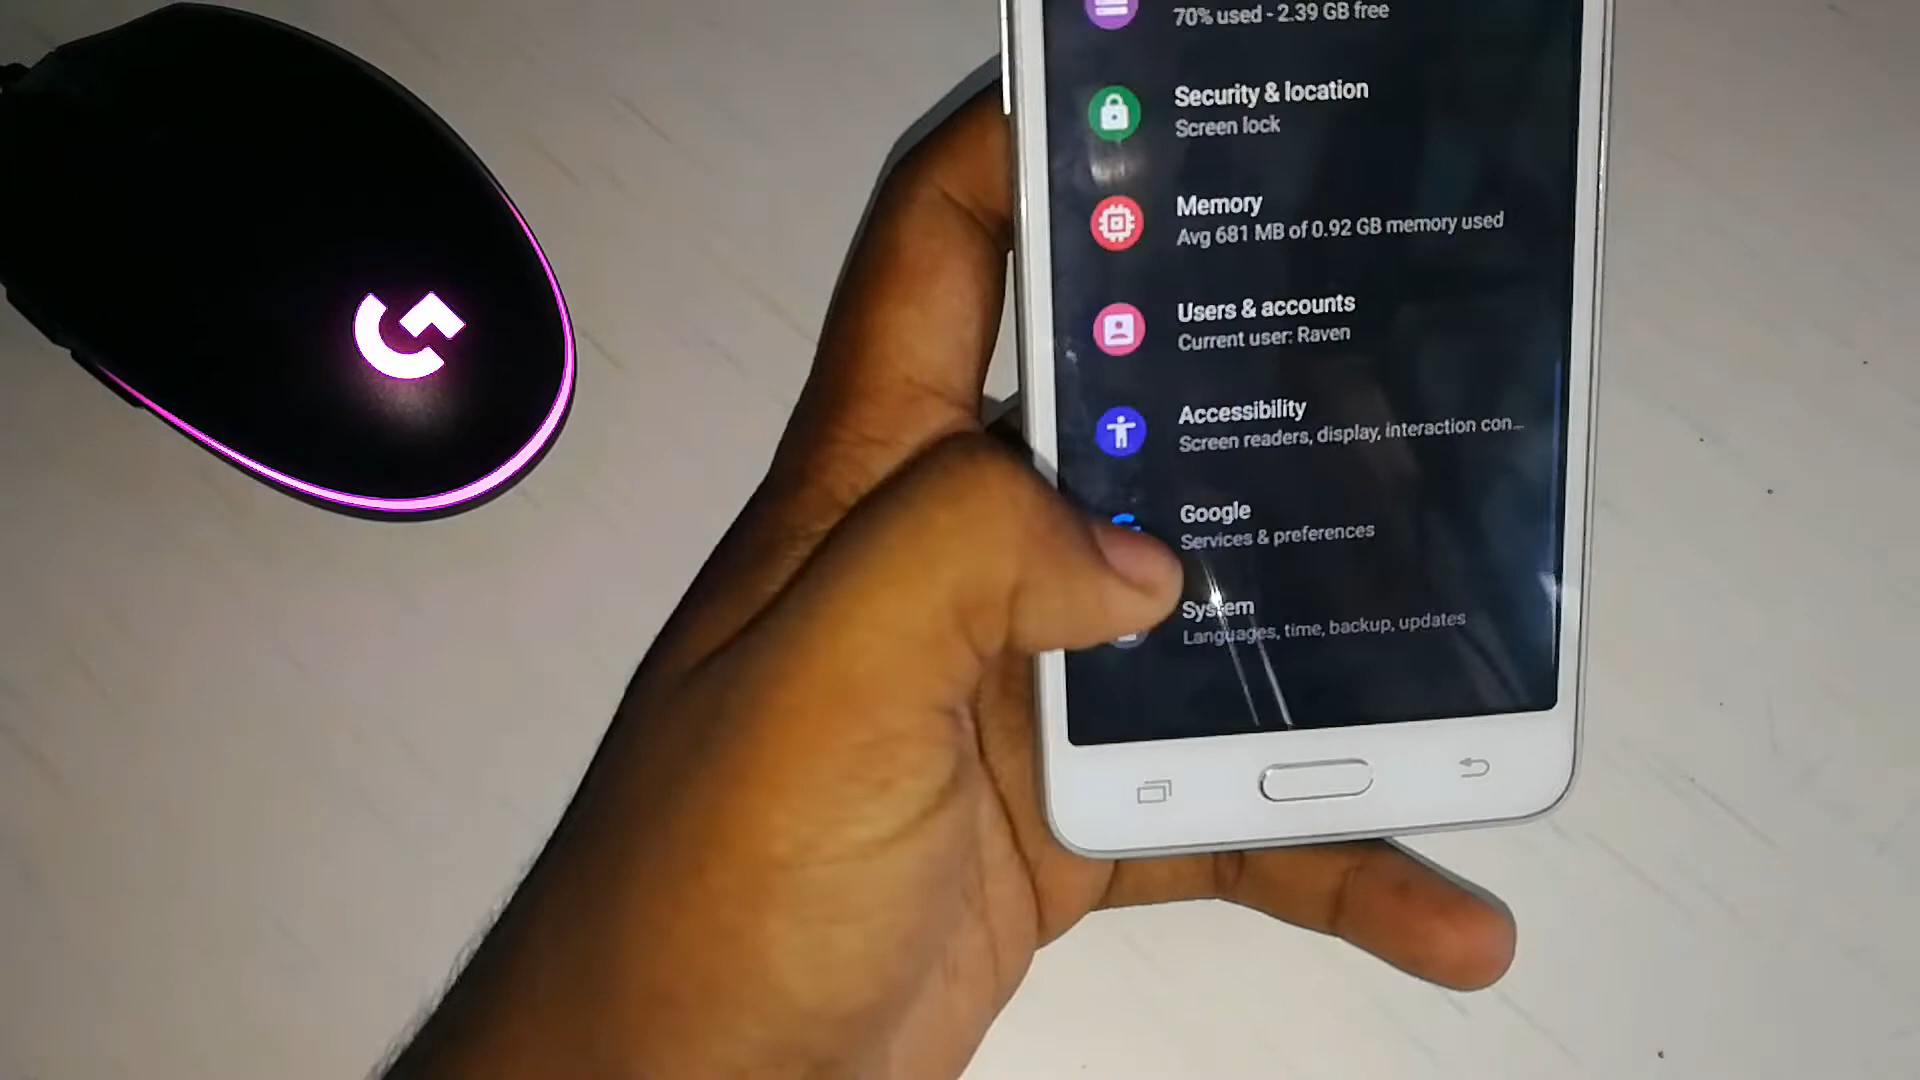 70% used - 2.39 GB free
Security & location
Screen lock
Memory
Avg 681 MB of 0.92 GB memory used
Users & accounts
Current user: Raven
Accessibility
Screen readers, display, interaction con...
Google
Services & preferences
System
Languages, time, backup, updates